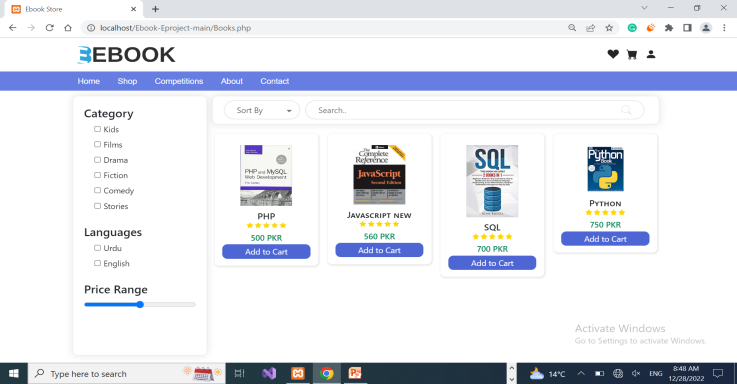 Ebook Store
localhost/Ebook-Eproject-main/Books.php
EBOOK
Home Shop Competitions About Contact
Category
Kids
Films
Drama
Fiction
Comedy
Stories
Languages
Urdu
English
Price Range
Sort By
Search..
PHP and MySQL
Web Development
PHP
500 PKR
Add to Cart
The
Complete
Reference
JavaScript
Second Edition
Javascript new
560 PKR
Add to Cart
SQL
SQL
700 PKR
Add to Cart
Python
Book
Python
750 PKR
Add to Cart
Activate Windows
Go to Settings to activate Windows.
Type here to search
14°C
ENG
8:48 AM
12/28/2022